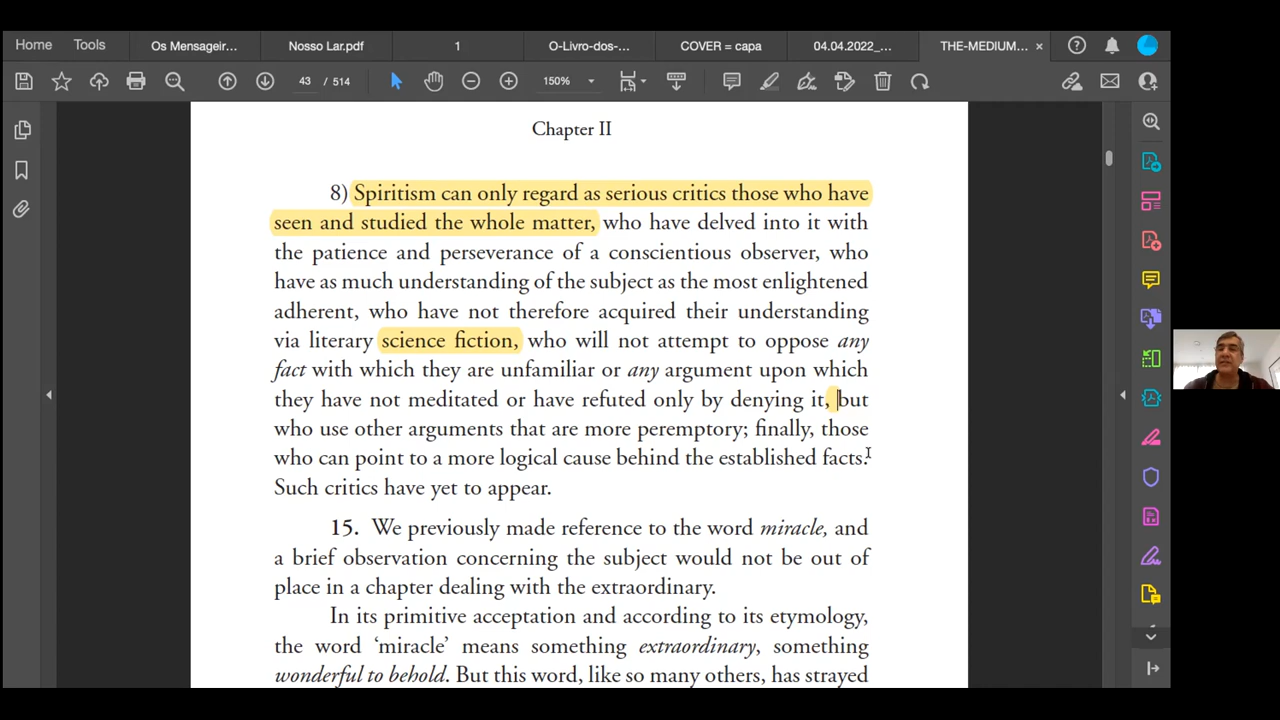 Home Tools Os Mensageir... Nosso Lar.pdf 1 O-Livro-dos-... COVER = capa 04.04.2022_... THE-MEDIUM... ×
43 / 514 150%
Chapter II
8) Spiritism can only regard as serious critics those who have
seen and studied the whole matter, who have delved into it with
the patience and perseverance of a conscientious observer, who
have as much understanding of the subject as the most enlightened
adherent, who have not therefore acquired their understanding
via literary science fiction, who will not attempt to oppose any
fact with which they are unfamiliar or any argument upon which
they have not meditated or have refuted only by denying it, but
who use other arguments that are more peremptory; finally, those
who can point to a more logical cause behind the established facts.
Such critics have yet to appear.
15. We previously made reference to the word miracle, and
a brief observation concerning the subject would not be out of
place in a chapter dealing with the extraordinary.
In its primitive acceptation and according to its etymology,
the word ‘miracle’ means something extraordinary, something
wonderful to behold. But this word, like so many others, has strayed